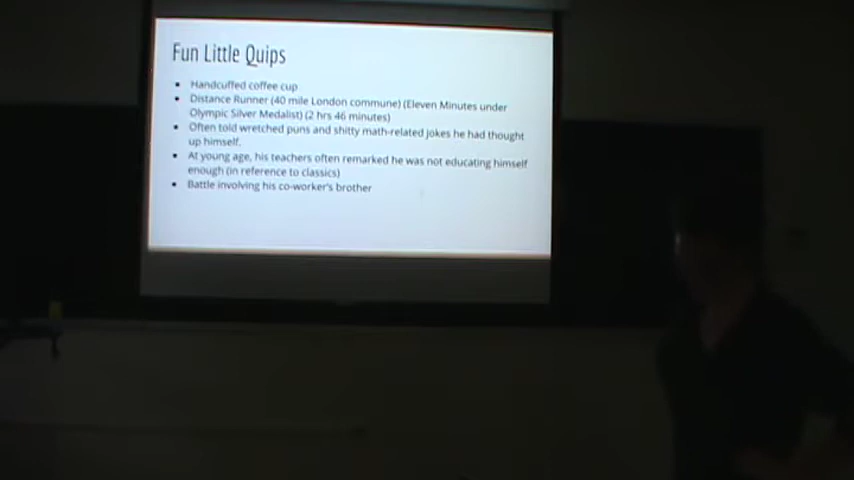 Fun Little Quips
• Handcuffed coffee cup
• Distance Runner (40 mile London commune) (Eleven Minutes under
Olympic Silver Medalist) (2 hrs 46 minutes)
• Often told wretched puns and shitty math-related jokes he had thought
up himself.
• At young age, his teachers often remarked he was not educating himself
enough (in reference to classics)
• Battle involving his co-worker's brother